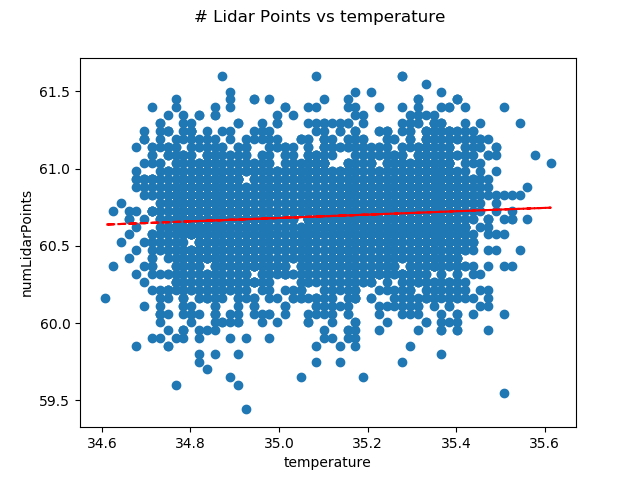 # Lidar Points vs temperature
61.5
61.0
60.5
60.0
59.5
numLidarPoints
34.6 34.8 35.0 35.2 35.4 35.6
temperature